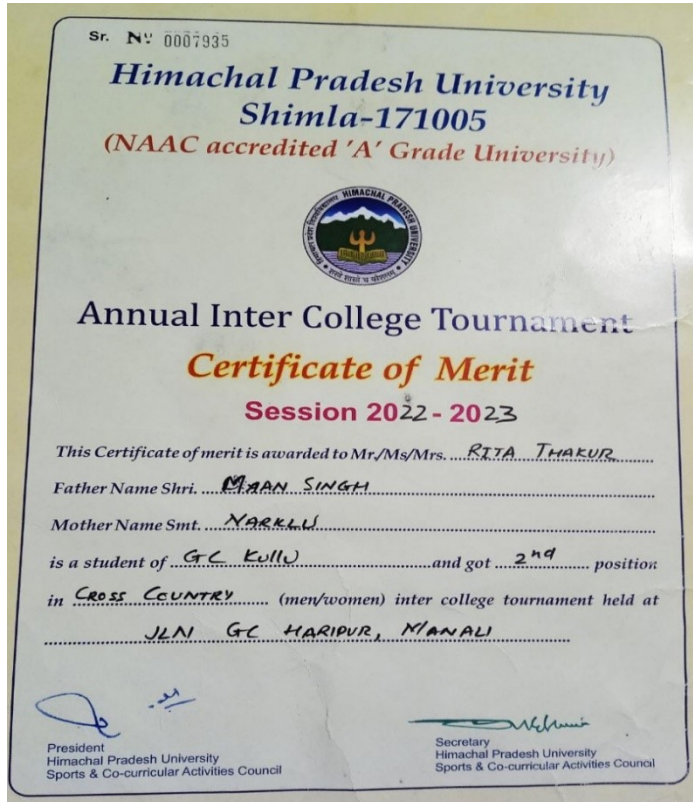 Sr. Nº 0007935
Himachal Pradesh University
Shimla-171005
(NAAC accredited 'A' Grade University)
HIMACHAL PRADESH UNIVERSITY
Annual Inter College Tournament
Certificate of Merit
Session 2022 - 2023
This Certificate of merit is awarded to Mr./Ms/Mrs. RITA THAKUR
Father Name Shri. MAAN SINGH
Mother Name Smt. NARKLU
is a student of GC KULLU and got 2nd position
in CROSS COUNTRY (men/women) inter college tournament held at
JLN GC HARIPUR, MANALI
President
Himachal Pradesh University
Sports & Co-curricular Activities Council
Secretary
Himachal Pradesh University
Sports & Co-curricular Activities Council